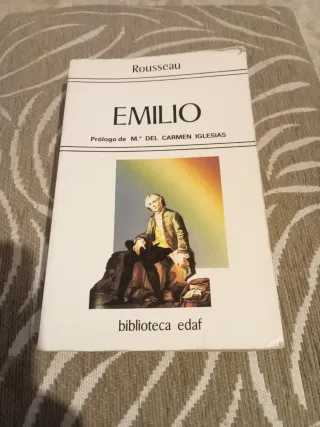 Rousseau
EMILIO
Prólogo de M.ª DEL CARMEN IGLESIAS
biblioteca edaf